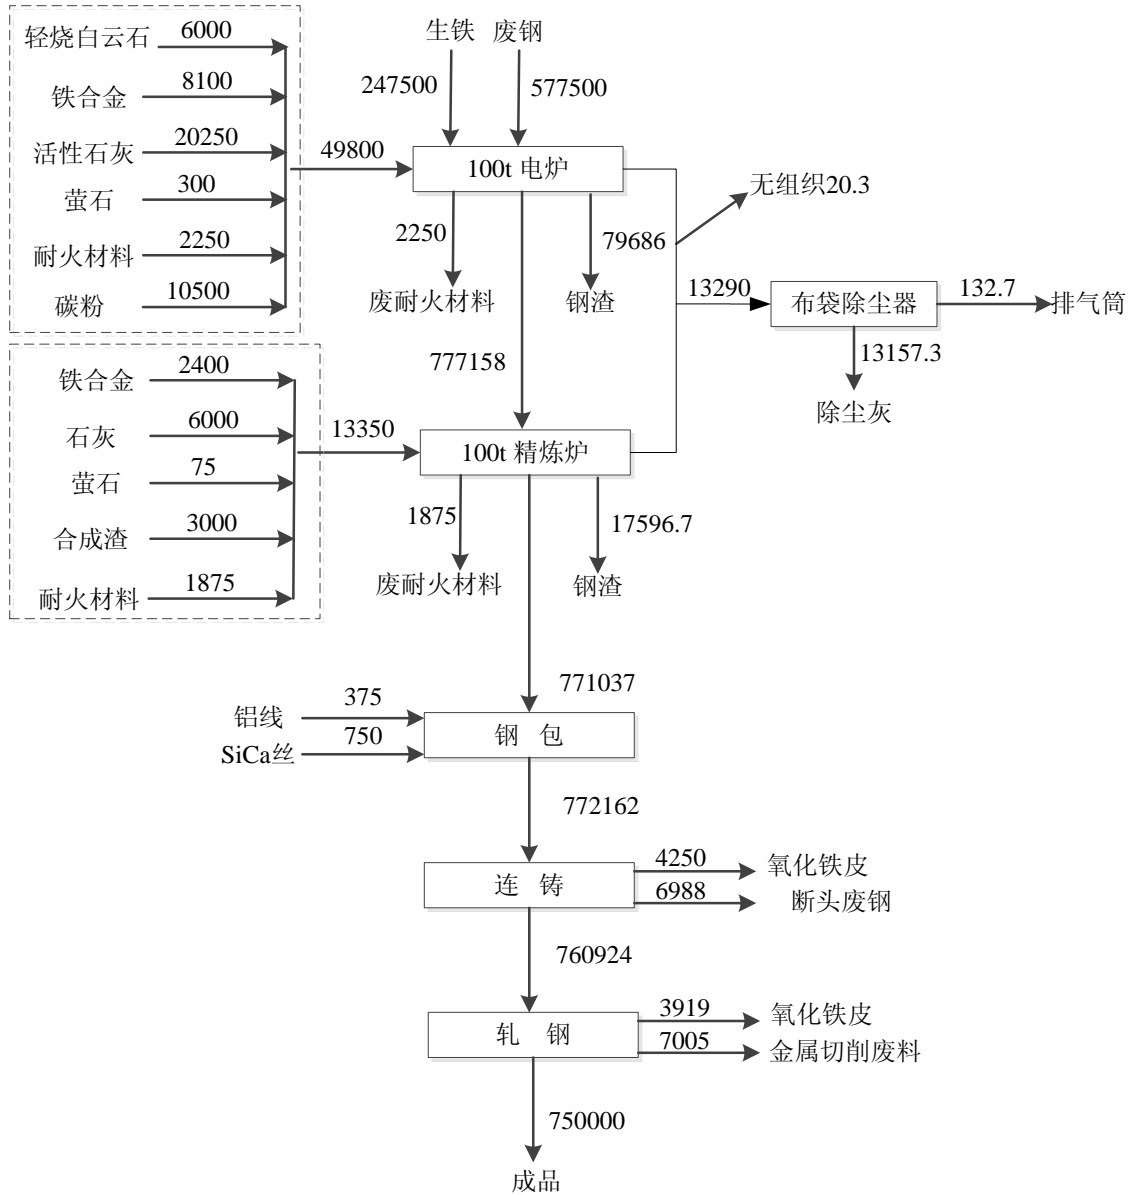 轻烧白云石 6000
铁合金 8100
活性石灰 20250
萤石 300
耐火材料 2250
碳粉 10500
49800
生铁 废钢
247500 577500
100t 电炉
无组织20.3
2250 79686
废耐火材料 钢渣
13290
布袋除尘器
132.7
排气筒
13157.3
除尘灰
777158
铁合金 2400
石灰 6000
萤石 75
合成渣 3000
耐火材料 1875
13350
100t 精炼炉
1875 17596.7
废耐火材料 钢渣
771037
铝线 375
SiCa丝 750
钢 包
772162
连 铸
4250 氧化铁皮
6988 断头废钢
760924
轧 钢
3919 氧化铁皮
7005 金属切削废料
750000
成品